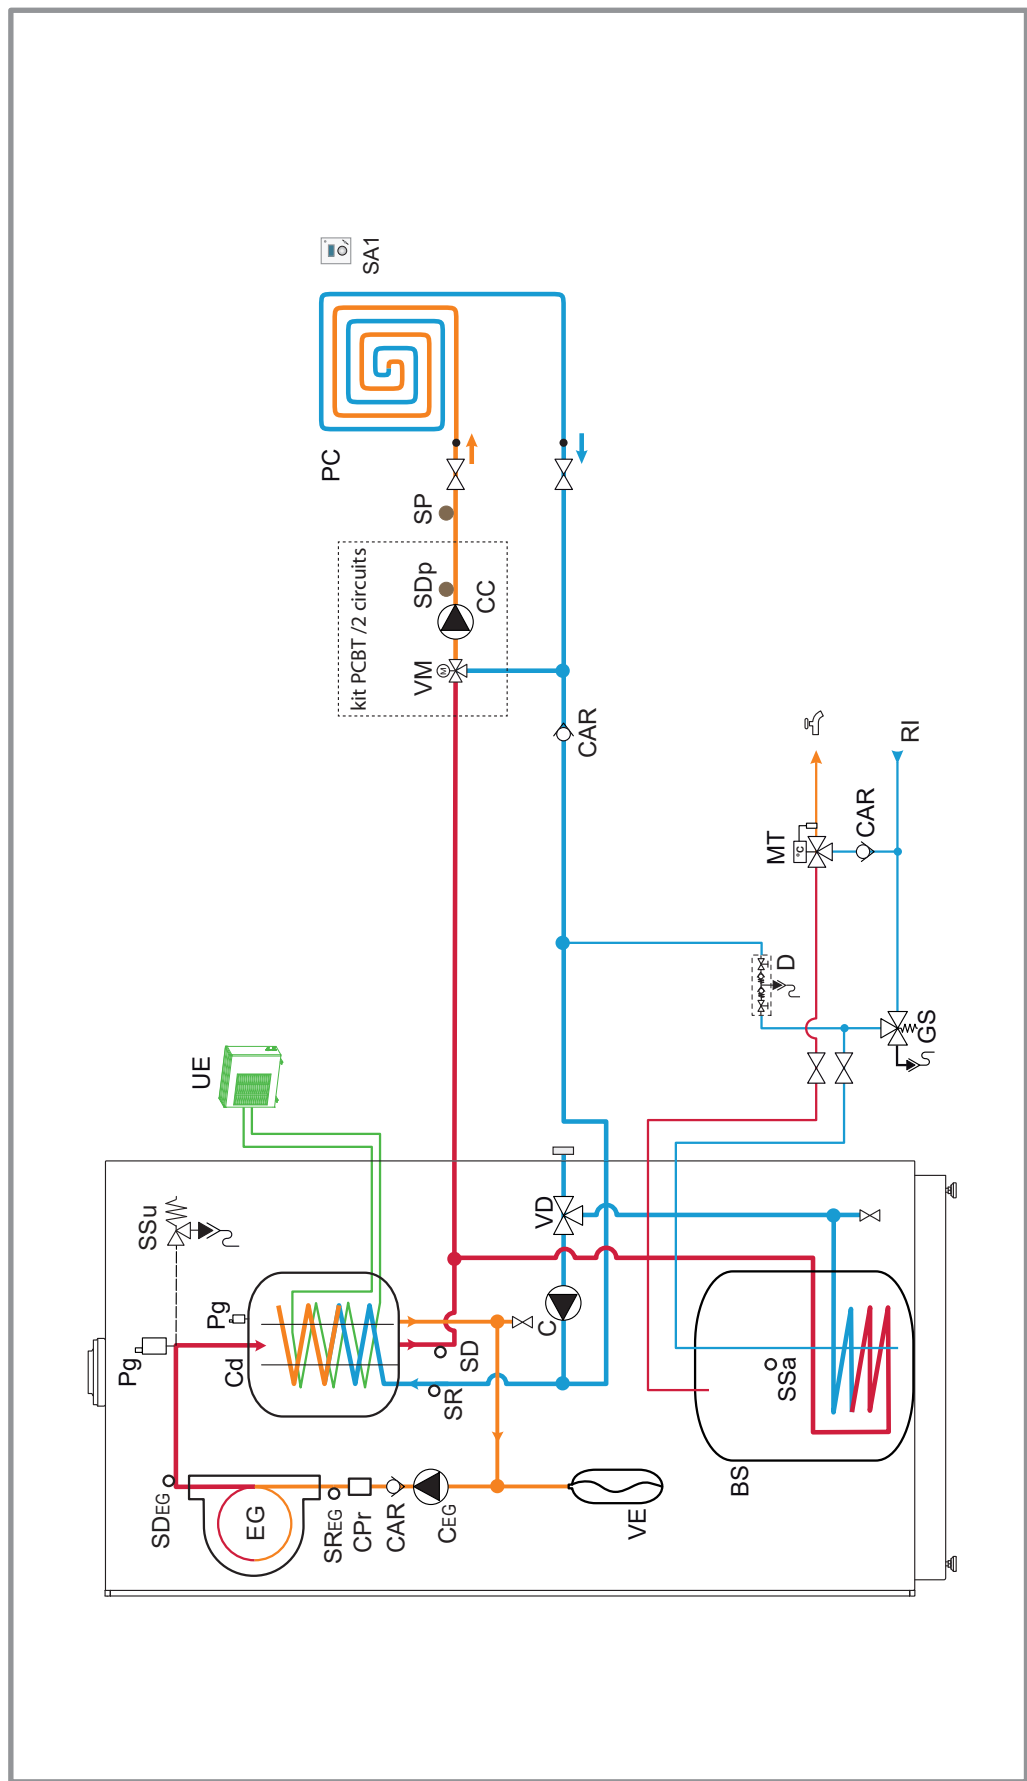 SA1
PC
SP
kit PCBT /2 circuits
SDp
CC
VM
M
CAR
RI
MT
°C
CAR
D
GS
UE
SSu
VD
Pg
Pg
Cd
C
SD
SR
SSa
BS
SDEG
EG
SREG
CPr
CAR
CEG
VE